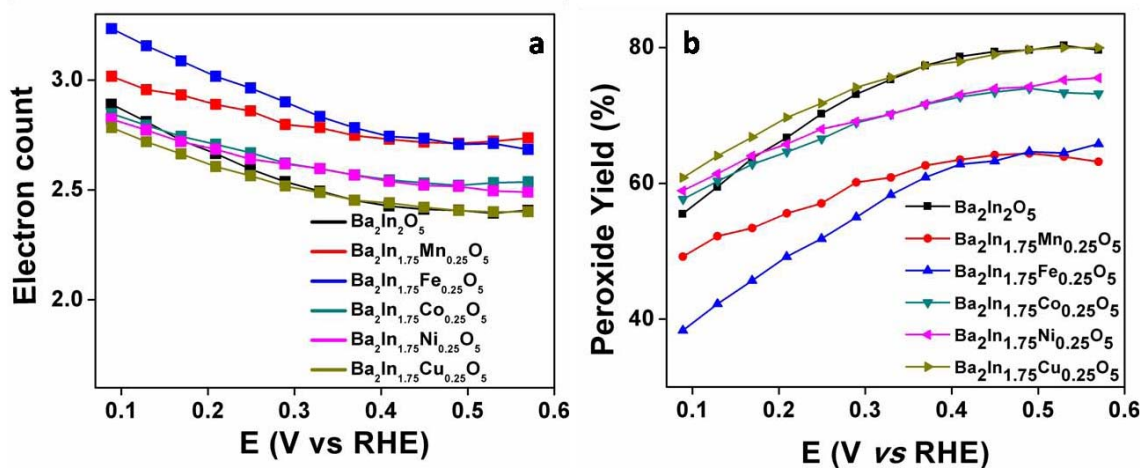 a
Electron count
3.0
2.5
2.0
Ba₂In₂O₅
Ba₂In₁.₇₅Mn₀.₂₅O₅
Ba₂In₁.₇₅Fe₀.₂₅O₅
Ba₂In₁.₇₅Co₀.₂₅O₅
Ba₂In₁.₇₅Ni₀.₂₅O₅
Ba₂In₁.₇₅Cu₀.₂₅O₅
0.1 0.2 0.3 0.4 0.5 0.6
E (V vs RHE)
b
Peroxide Yield (%)
80
60
40
Ba₂In₂O₅
Ba₂In₁.₇₅Mn₀.₂₅O₅
Ba₂In₁.₇₅Fe₀.₂₅O₅
Ba₂In₁.₇₅Co₀.₂₅O₅
Ba₂In₁.₇₅Ni₀.₂₅O₅
Ba₂In₁.₇₅Cu₀.₂₅O₅
0.1 0.2 0.3 0.4 0.5 0.6
E (V vs RHE)